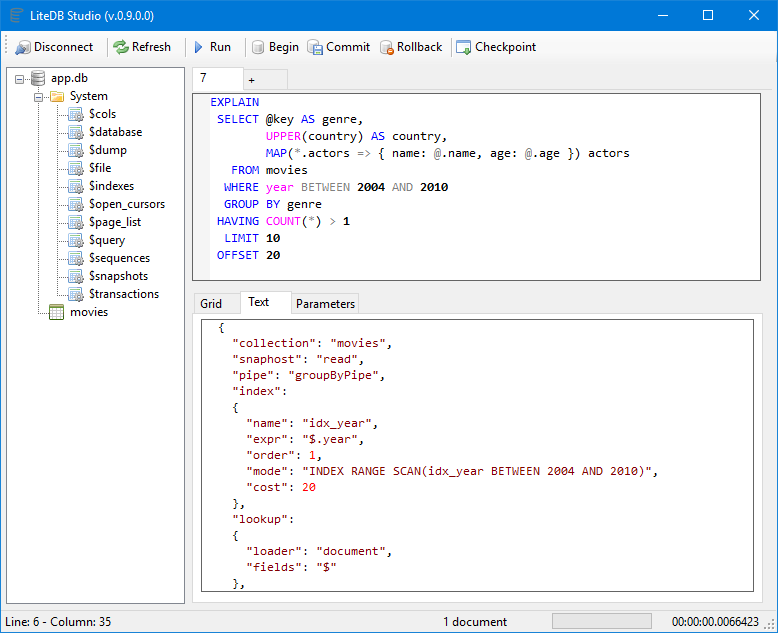 LiteDB Studio (v.0.9.0.0)
Disconnect Refresh Run Begin Commit Rollback Checkpoint
app.db
System
$cols
$database
$dump
$file
$indexes
$open_cursors
$page_list
$query
$sequences
$snapshots
$transactions
movies
7 +
EXPLAIN
SELECT @key AS genre,
UPPER(country) AS country,
MAP(*.actors => { name: @.name, age: @.age }) actors
FROM movies
WHERE year BETWEEN 2004 AND 2010
GROUP BY genre
HAVING COUNT(*) > 1
LIMIT 10
OFFSET 20
Grid Text Parameters
{
"collection": "movies",
"snaphost": "read",
"pipe": "groupByPipe",
"index":
{
"name": "idx_year",
"expr": "$.year",
"order": 1,
"mode": "INDEX RANGE SCAN(idx_year BETWEEN 2004 AND 2010)",
"cost": 20
},
"lookup":
{
"loader": "document",
"fields": "$"
},
Line: 6 - Column: 35 1 document 00:00:00.0066423